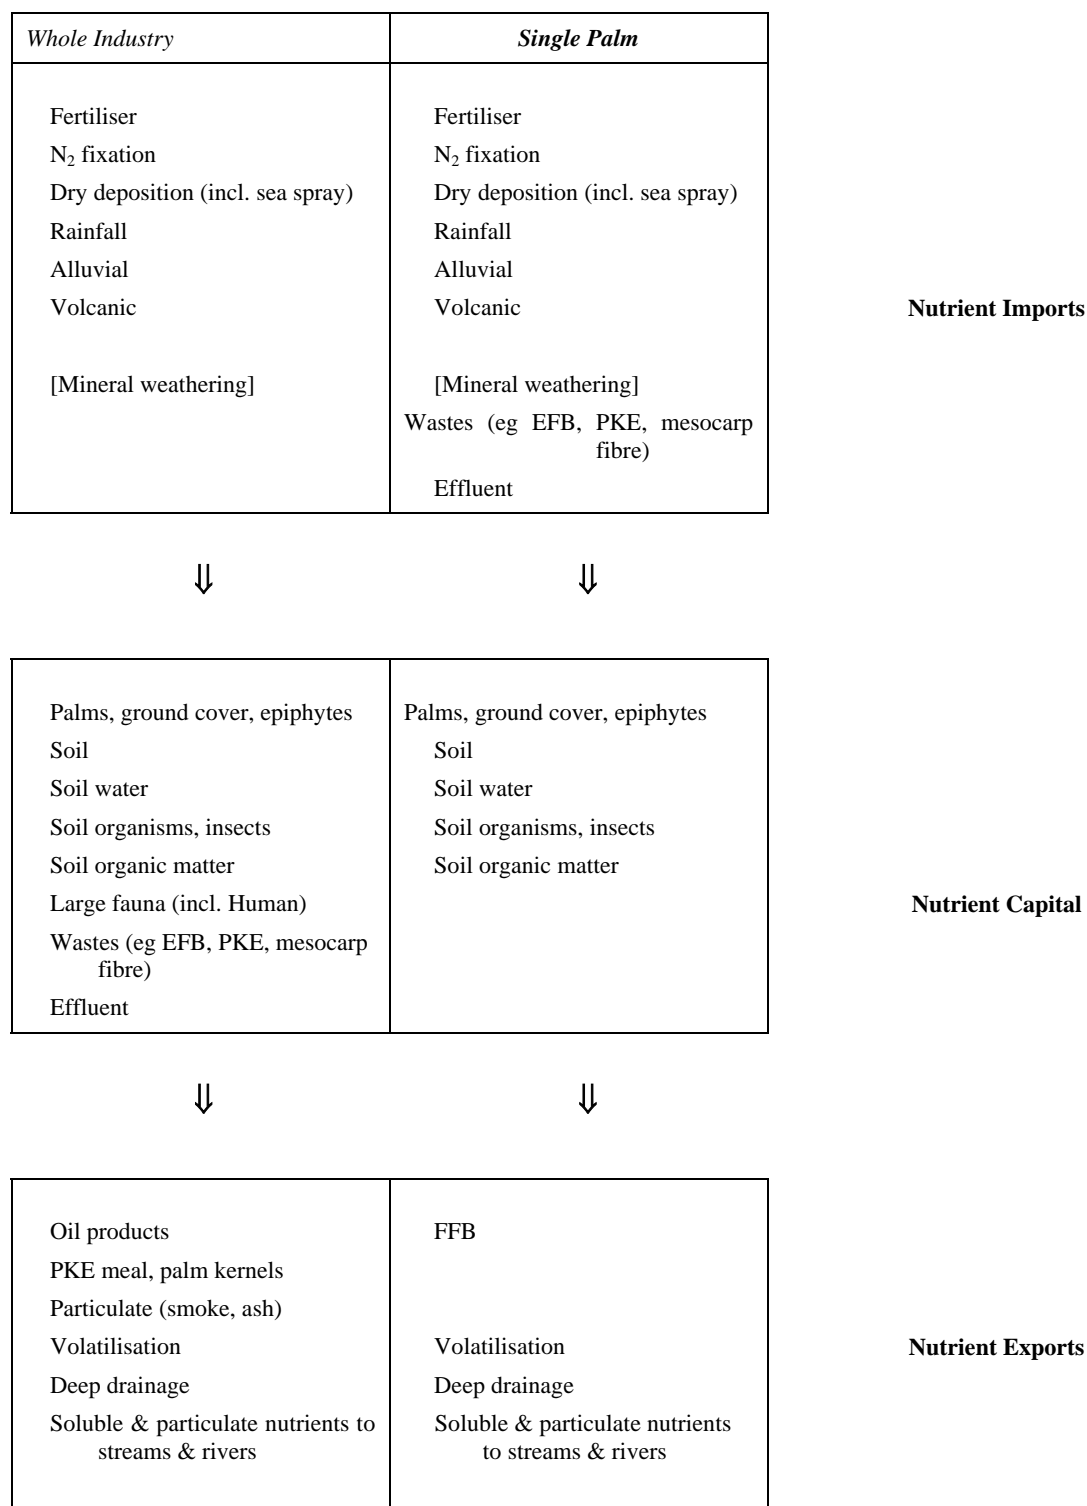 Whole Industry Single Palm
Fertiliser Fertiliser
N₂ fixation N₂ fixation
Dry deposition (incl. sea spray) Dry deposition (incl. sea spray)
Rainfall Rainfall
Alluvial Alluvial
Volcanic Volcanic Nutrient Imports
[Mineral weathering] [Mineral weathering]
Wastes (eg EFB, PKE, mesocarp
fibre)
Effluent
⇓ ⇓
Palms, ground cover, epiphytes Palms, ground cover, epiphytes
Soil Soil
Soil water Soil water
Soil organisms, insects Soil organisms, insects
Soil organic matter Soil organic matter
Large fauna (incl. Human) Nutrient Capital
Wastes (eg EFB, PKE, mesocarp
fibre)
Effluent
⇓ ⇓
Oil products FFB
PKE meal, palm kernels
Particulate (smoke, ash)
Volatilisation Volatilisation Nutrient Exports
Deep drainage Deep drainage
Soluble & particulate nutrients to Soluble & particulate nutrients
streams & rivers to streams & rivers